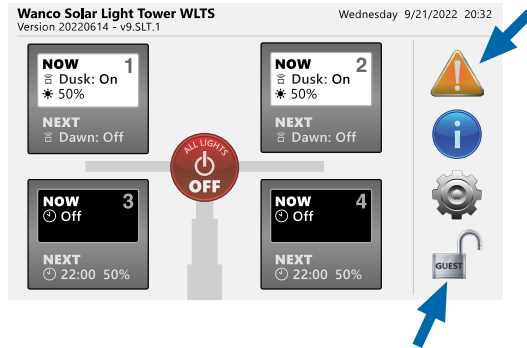 Wanco Solar Light Tower WLTS
Version 20220614 - v9.SLT.1
Wednesday 9/21/2022 20:32
NOW 1
Dusk: On
50%
NEXT
Dawn: Off
NOW 2
Dusk: On
50%
NEXT
Dawn: Off
ALL LIGHTS
OFF
NOW 3
Off
NEXT
22:00 50%
NOW 4
Off
NEXT
22:00 50%
GUEST